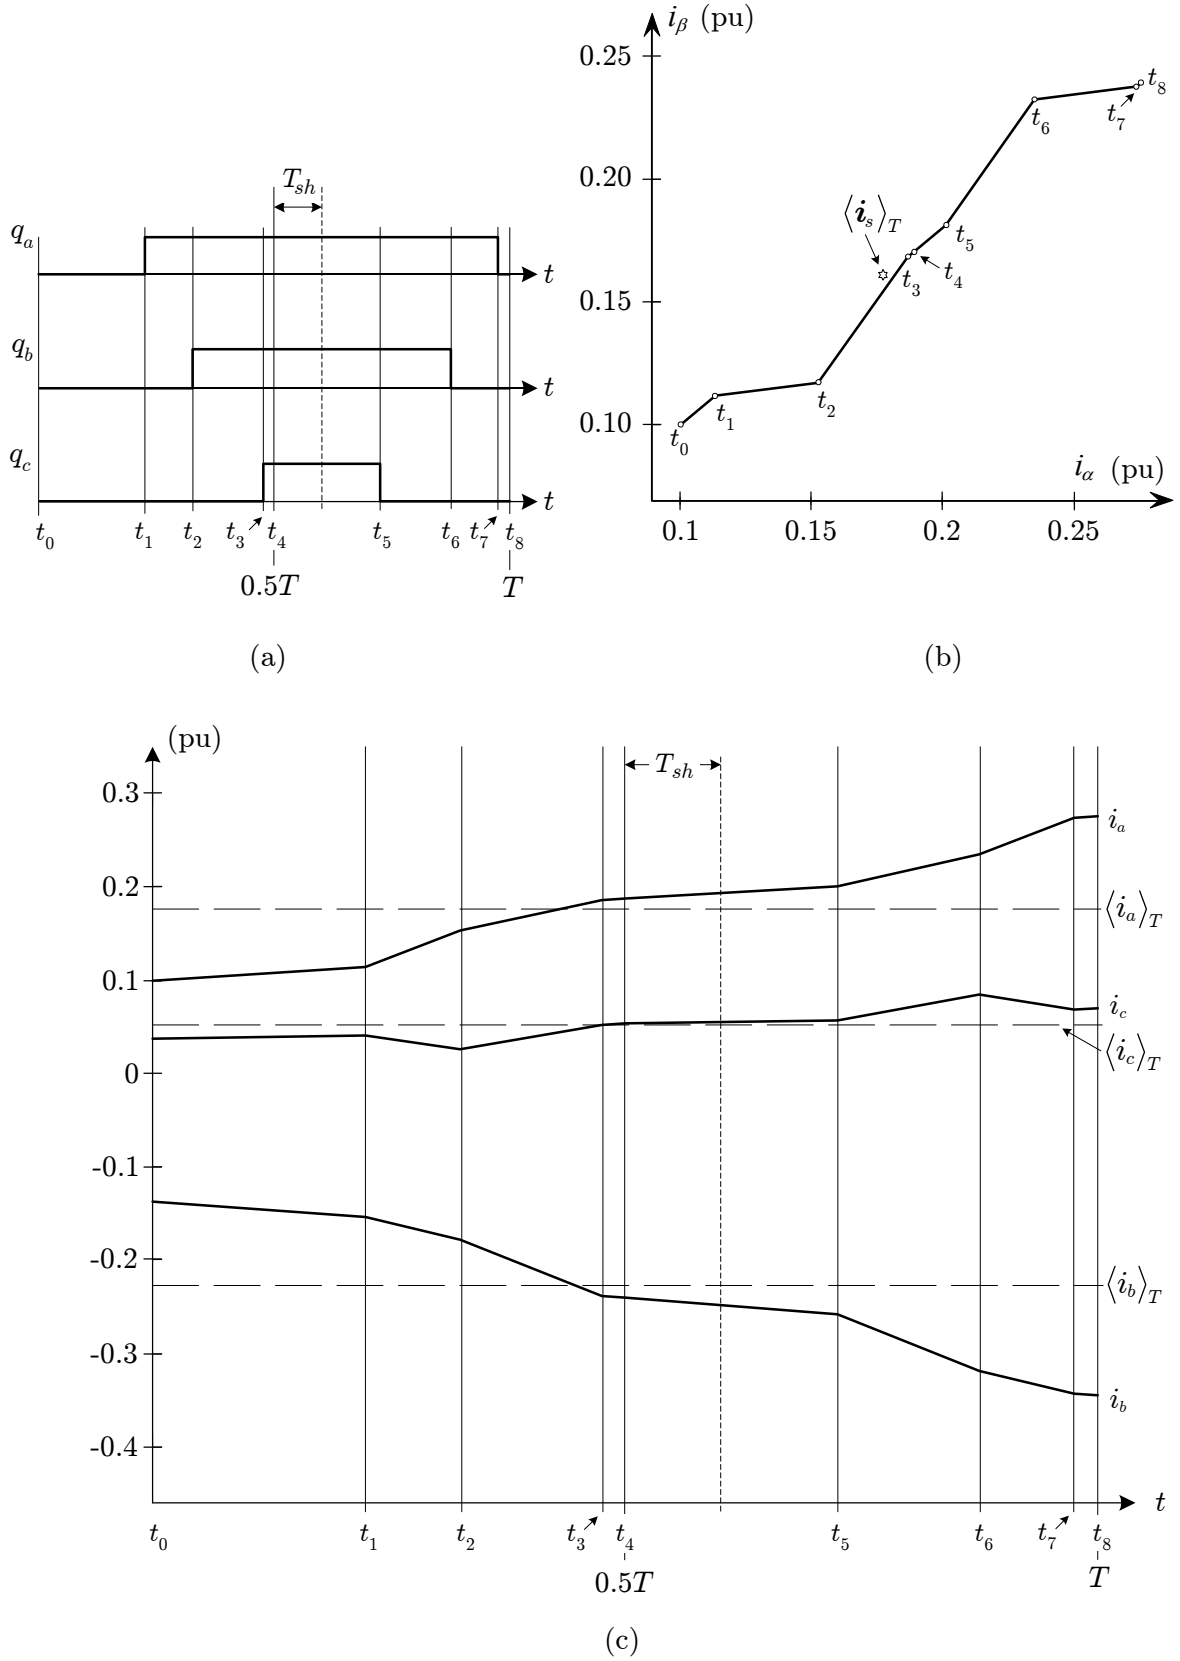 T_sh
q_a
t
q_b
t
q_c
t
t_0 t_1 t_2 t_3 t_4 t_5 t_6 t_7 t_8
0.5T T
(a)
i_β (pu)
0.25
0.20
0.15
0.10
t_0 t_1 t_2 t_3 t_4 t_5 t_6 t_7 t_8
⟨i_s⟩_T
i_α (pu)
0.1 0.15 0.2 0.25
(b)
(pu)
T_sh
0.3
0.2
0.1
0
-0.1
-0.2
-0.3
-0.4
i_a
⟨i_a⟩_T
i_c
⟨i_c⟩_T
⟨i_b⟩_T
i_b
t
t_0 t_1 t_2 t_3 t_4 t_5 t_6 t_7 t_8
0.5T T
(c)